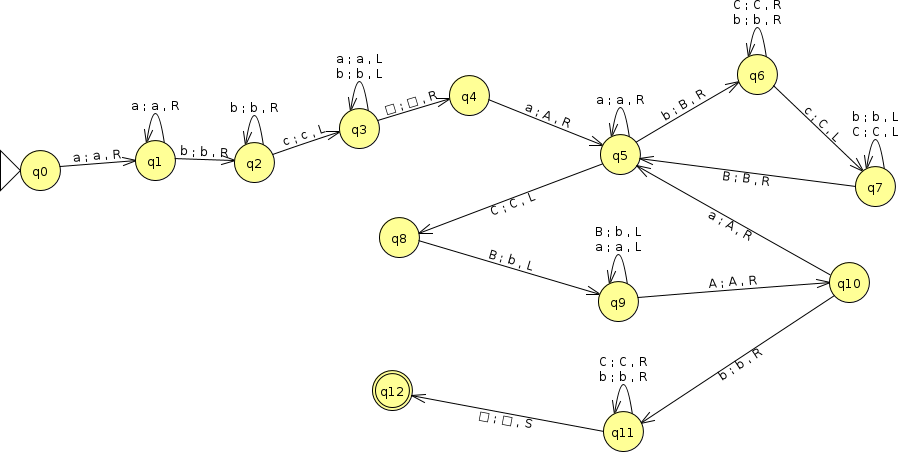 C ; C , R
b ; b , R
q6
a ; a , L
b ; b , L
q3
□ ; □ , R
q4
a ; A , R
a ; a , R
q5
b ; B , R
c ; C , L
b ; b , L
C ; C , L
q7
B ; B , R
a ; a , R
q1
b ; b , R
q2
c ; c , L
q0
a ; a , R
b ; b , R
C ; C , L
q8
B ; b , L
B ; b , L
a ; a , L
q9
A ; A , R
q10
a ; A , R
b ; b , R
C ; C , R
b ; b , R
q11
□ ; □ , S
q12